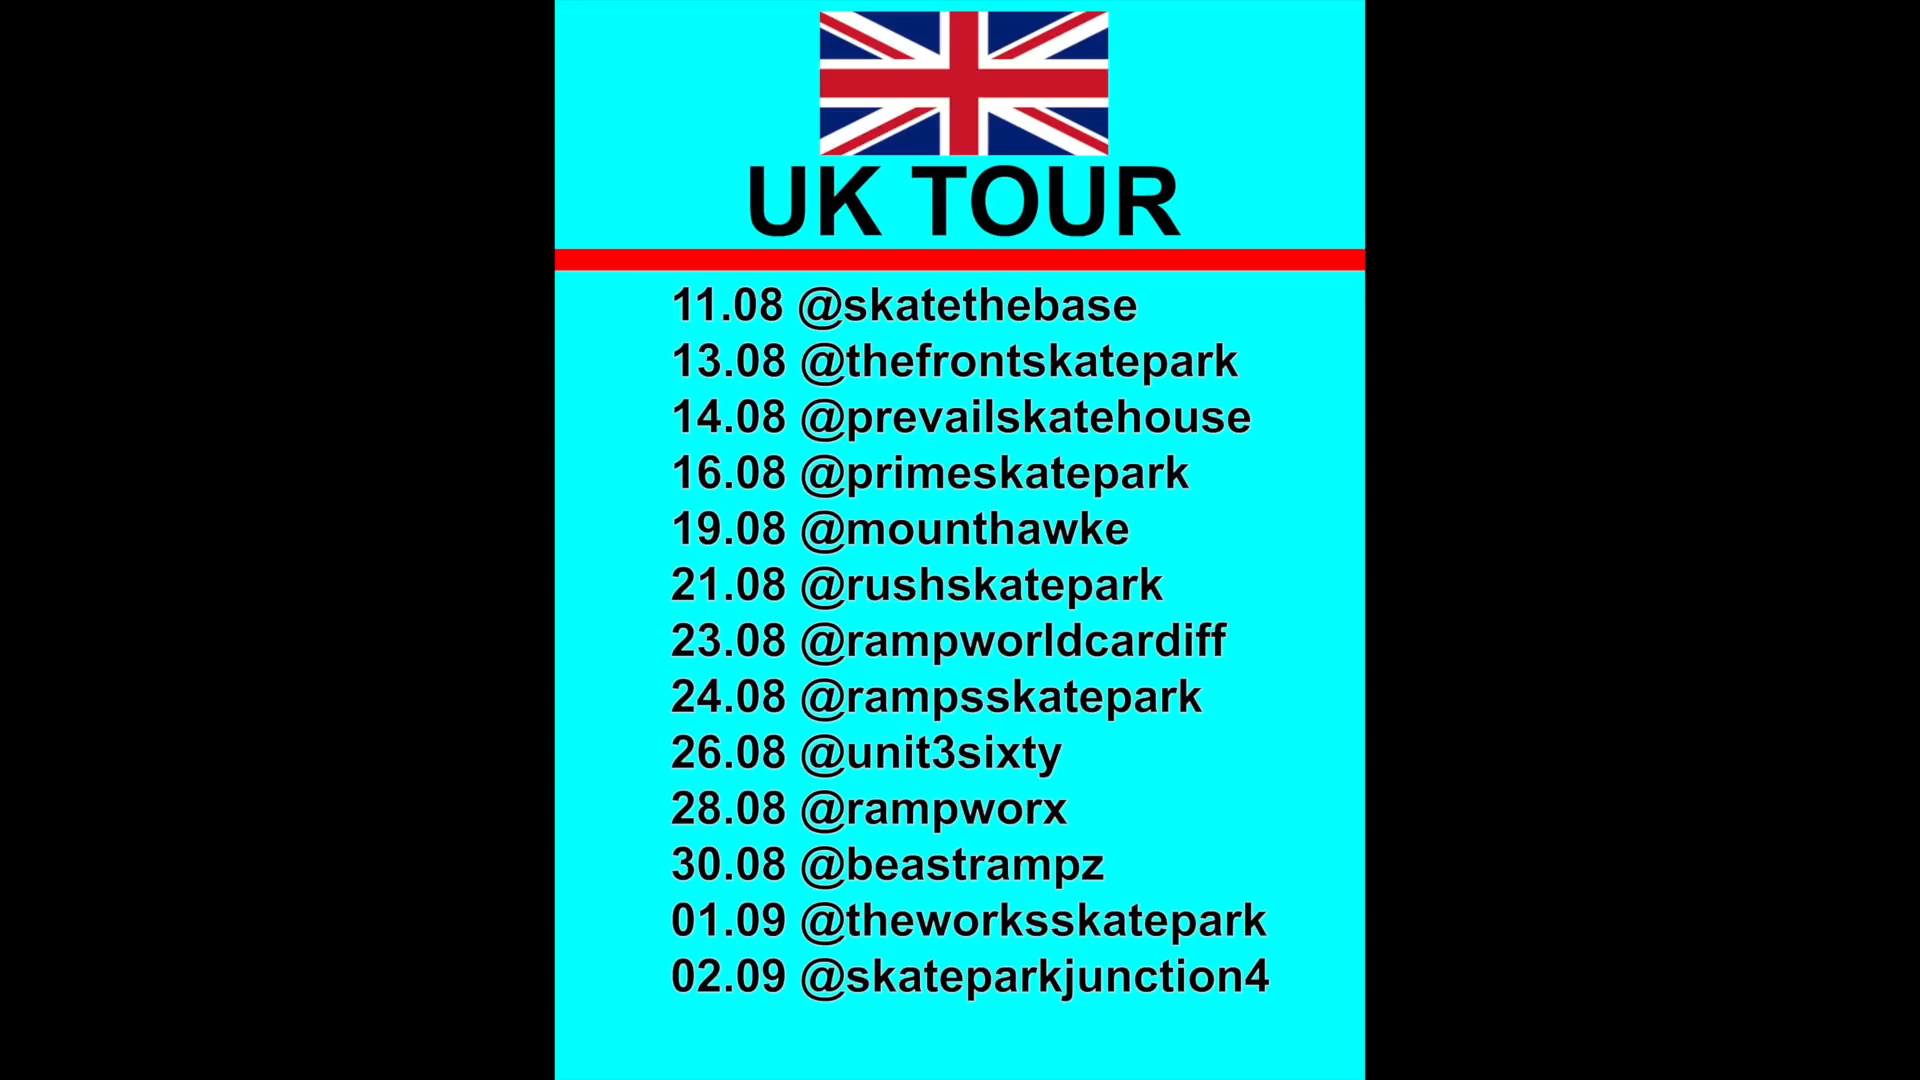 UK TOUR
11.08 @skatethebase
13.08 @thefrontskatepark
14.08 @prevailskatehouse
16.08 @primeskatepark
19.08 @mounthawke
21.08 @rushskatepark
23.08 @rampworldcardiff
24.08 @rampsskatepark
26.08 @unit3sixty
28.08 @rampworx
30.08 @beastrampz
01.09 @theworksskatepark
02.09 @skateparkjunction4